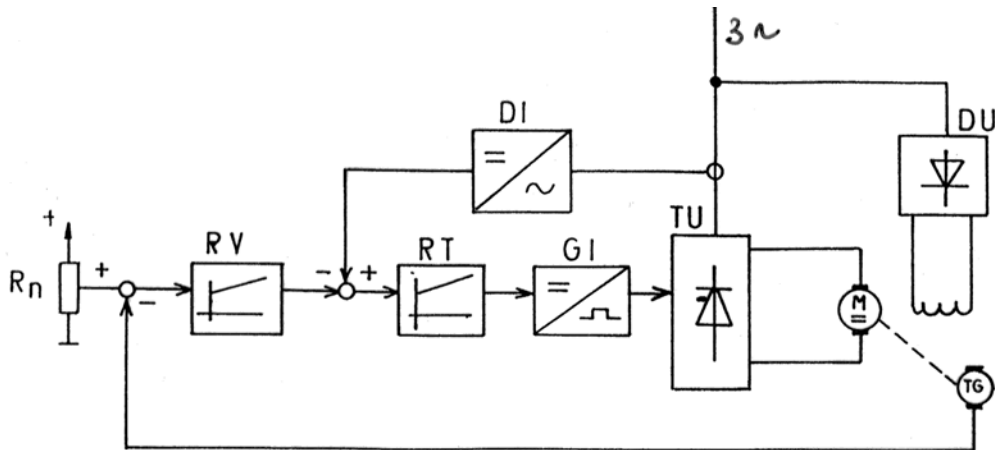 3~
DI
DU
TU
+
RV
RT
GI
Rn
+
-
-
+
M
TG